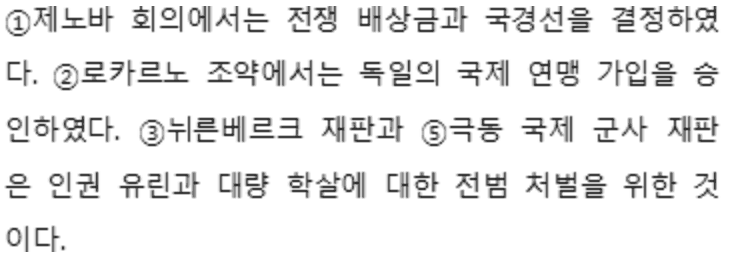 ①제노바 회의에서는 전쟁 배상금과 국경선을 결정하였
다. ②로카르노 조약에서는 독일의 국제 연맹 가입을 승
인하였다. ③뉘른베르크 재판과 ⑤극동 국제 군사 재판
은 인권 유린과 대량 학살에 대한 전범 처벌을 위한 것
이다.